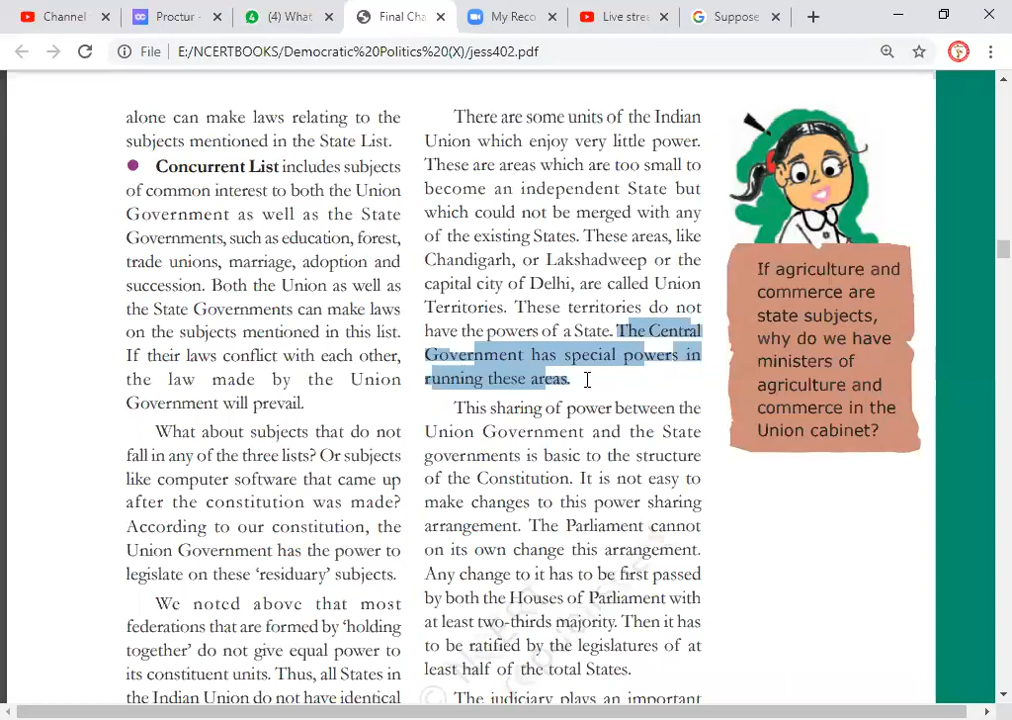 Channel
Proctur -
(4) What
Final Cha
My Reco
Live stre
Suppose
File
E:/NCERTBOOKS/Democratic%20Politics%20(X)/jess402.pdf
alone can make laws relating to the
subjects mentioned in the State List.
Concurrent List includes subjects
of common interest to both the Union
Government as well as the State
Governments, such as education, forest,
trade unions, marriage, adoption and
succession. Both the Union as well as
the State Governments can make laws
on the subjects mentioned in this list.
If their laws conflict with each other,
the law made by the Union
Government will prevail.
What about subjects that do not
fall in any of the three lists? Or subjects
like computer software that came up
after the constitution was made?
According to our constitution, the
Union Government has the power to
legislate on these ‘residuary’ subjects.
We noted above that most
federations that are formed by ‘holding
together’ do not give equal power to
its constituent units. Thus, all States in
the Indian Union do not have identical
There are some units of the Indian
Union which enjoy very little power.
These are areas which are too small to
become an independent State but
which could not be merged with any
of the existing States. These areas, like
Chandigarh, or Lakshadweep or the
capital city of Delhi, are called Union
Territories. These territories do not
have the powers of a State. The Central
Government has special powers in
running these areas.
This sharing of power between the
Union Government and the State
governments is basic to the structure
of the Constitution. It is not easy to
make changes to this power sharing
arrangement. The Parliament cannot
on its own change this arrangement.
Any change to it has to be first passed
by both the Houses of Parliament with
at least two-thirds majority. Then it has
to be ratified by the legislatures of at
least half of the total States.
The judiciary plays an important
If agriculture and
commerce are
state subjects,
why do we have
ministers of
agriculture and
commerce in the
Union cabinet?
© NCERT